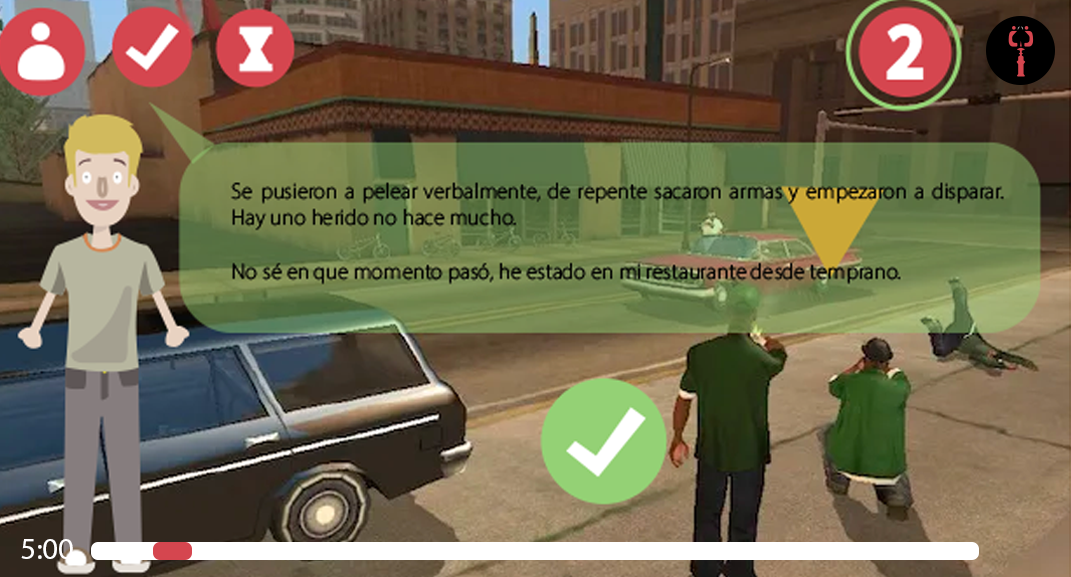 2
Se pusieron a pelear verbalmente, de repente sacaron armas y empezaron a disparar.
Hay uno herido no hace mucho.
No sé en que momento pasó, he estado en mi restaurante desde temprano.
5:00